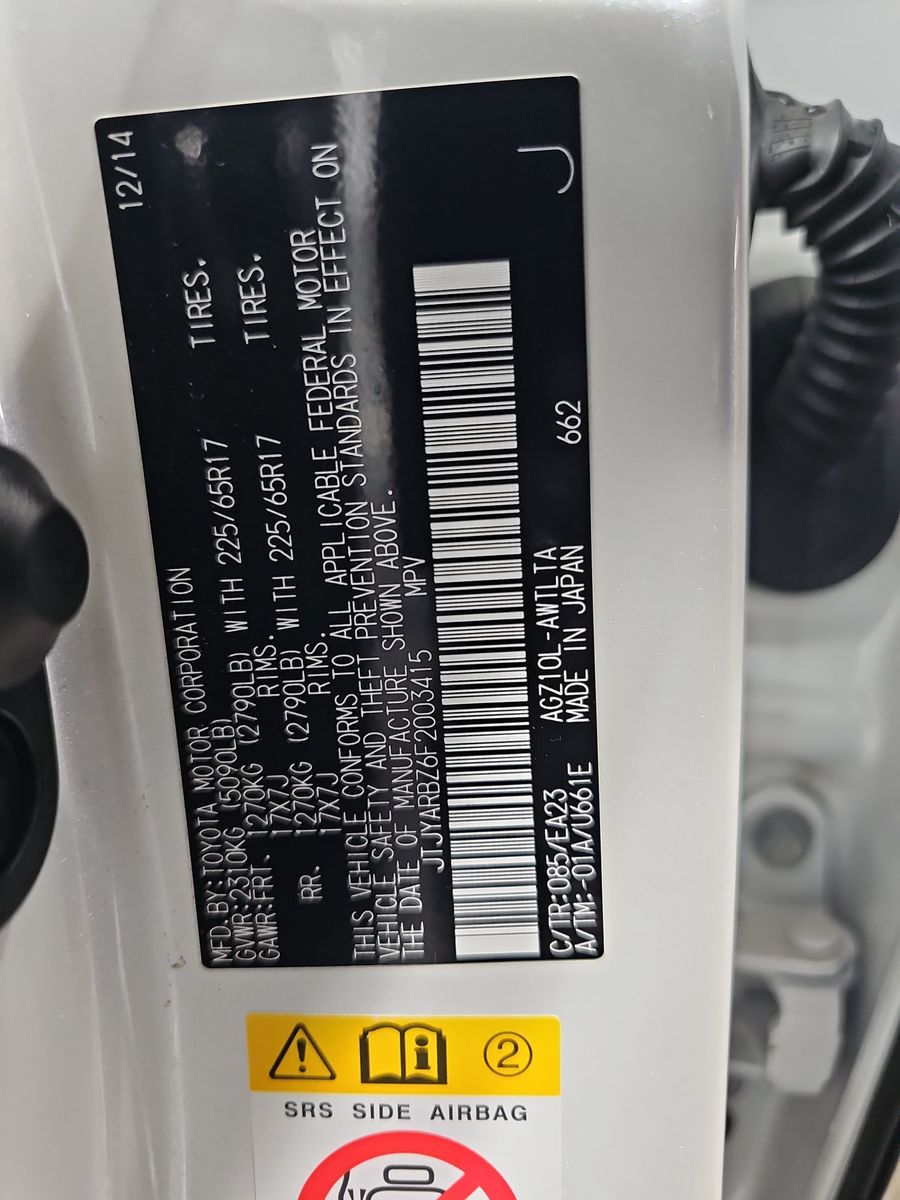 MFD.BY:TOYOTA MOTOR CORPORATION 12/14
GVWR:2310KG (5090LB)
GAWR:FRT. 1270KG (2790LB) WITH 225/65R17 TIRES.
17X7J RIMS.
RR. 1270KG (2790LB) WITH 225/65R17 TIRES.
17X7J RIMS.
THIS VEHICLE CONFORMS TO ALL APPLICABLE FEDERAL MOTOR
VEHICLE SAFETY AND THEFT PREVENTION STANDARDS IN EFFECT ON
THE DATE OF MANUFACTURE SHOWN ABOVE.
JTJYARBZ6F2003415 MPV
C/TR:085/EA23 AGZ10L-AWTLTA 662
A/TM:-01A/U661E MADE IN JAPAN
J
2
SRS SIDE AIRBAG